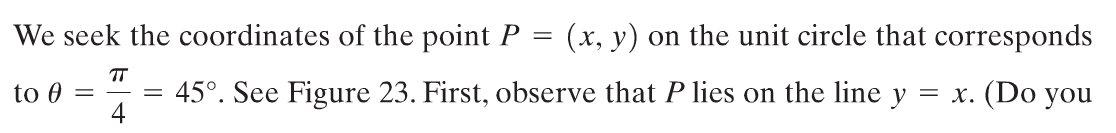 We seek the coordinates of the point P = (x, y) on the unit circle that corresponds
to θ = π/4 = 45°. See Figure 23. First, observe that P lies on the line y = x. (Do you